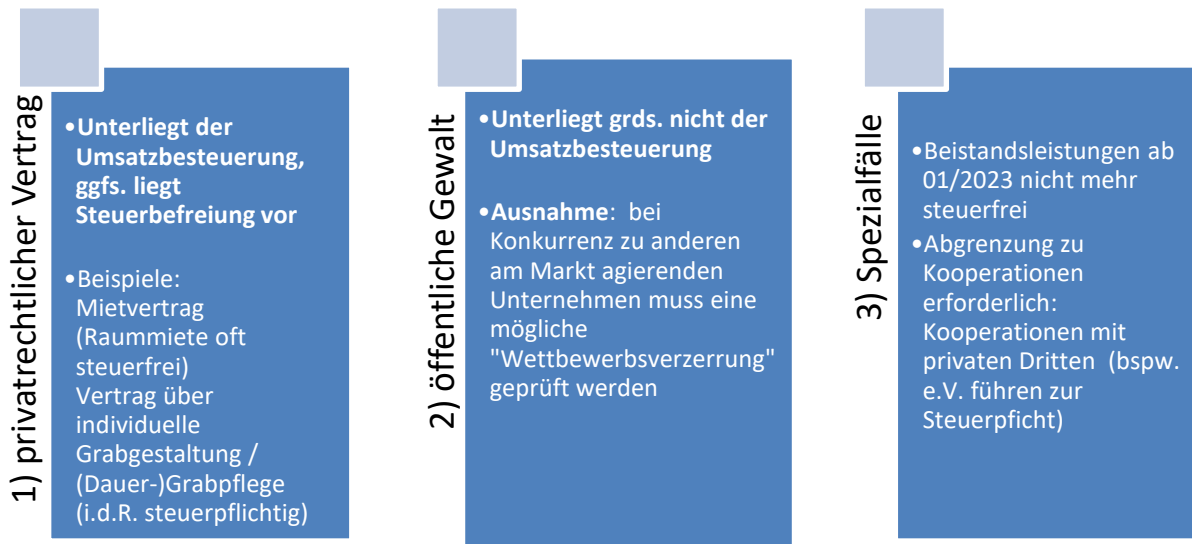 1) privatrechtlicher Vertrag
•Unterliegt der
Umsatzbesteuerung,
ggfs. liegt
Steuerbefreiung vor
•Beispiele:
Mietvertrag
(Raummiete oft
steuerfrei)
Vertrag über
individuelle
Grabgestaltung /
(Dauer-)Grabpflege
(i.d.R. steuerpflichtig)
2) öffentliche Gewalt
•Unterliegt grds. nicht der
Umsatzbesteuerung
•Ausnahme: bei
Konkurrenz zu anderen
am Markt agierenden
Unternehmen muss eine
mögliche
"Wettbewerbsverzerrung"
geprüft werden
3) Spezialfälle
•Beistandsleistungen ab
01/2023 nicht mehr
steuerfrei
•Abgrenzung zu
Kooperationen
erforderlich:
Kooperationen mit
privaten Dritten (bspw.
e.V. führen zur
Steuerpficht)